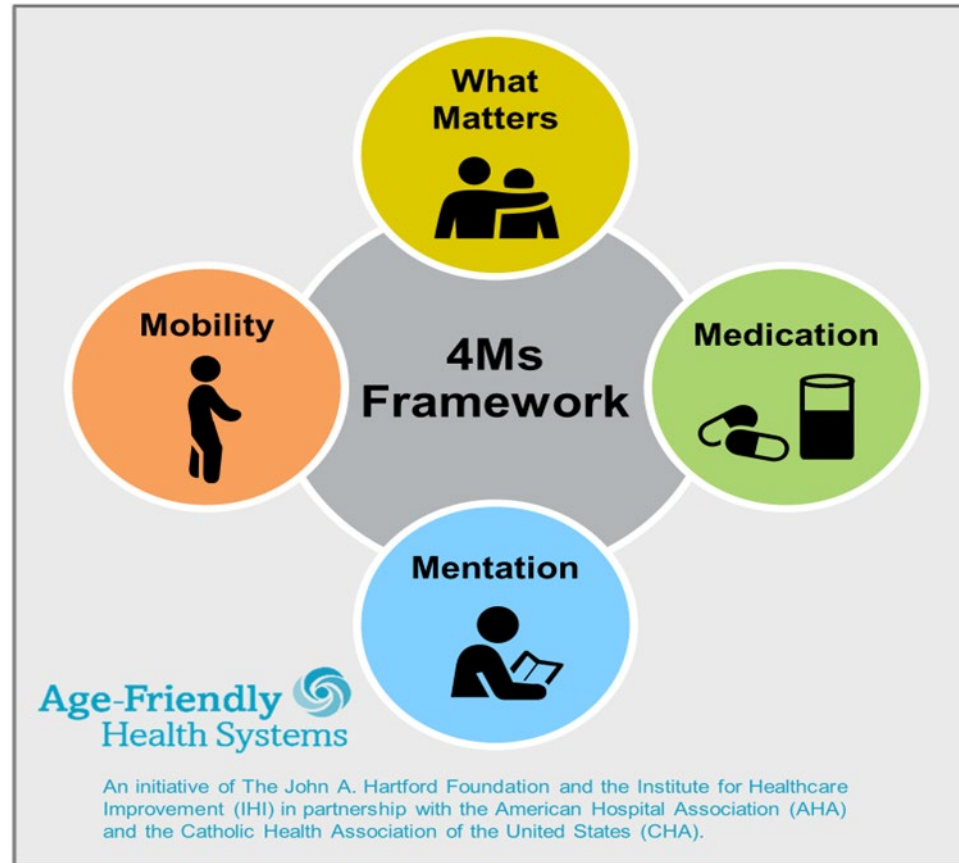 What
Matters
Mobility
4Ms
Framework
Medication
Mentation
Age-Friendly
Health Systems
An initiative of The John A. Hartford Foundation and the Institute for Healthcare
Improvement (IHI) in partnership with the American Hospital Association (AHA)
and the Catholic Health Association of the United States (CHA).